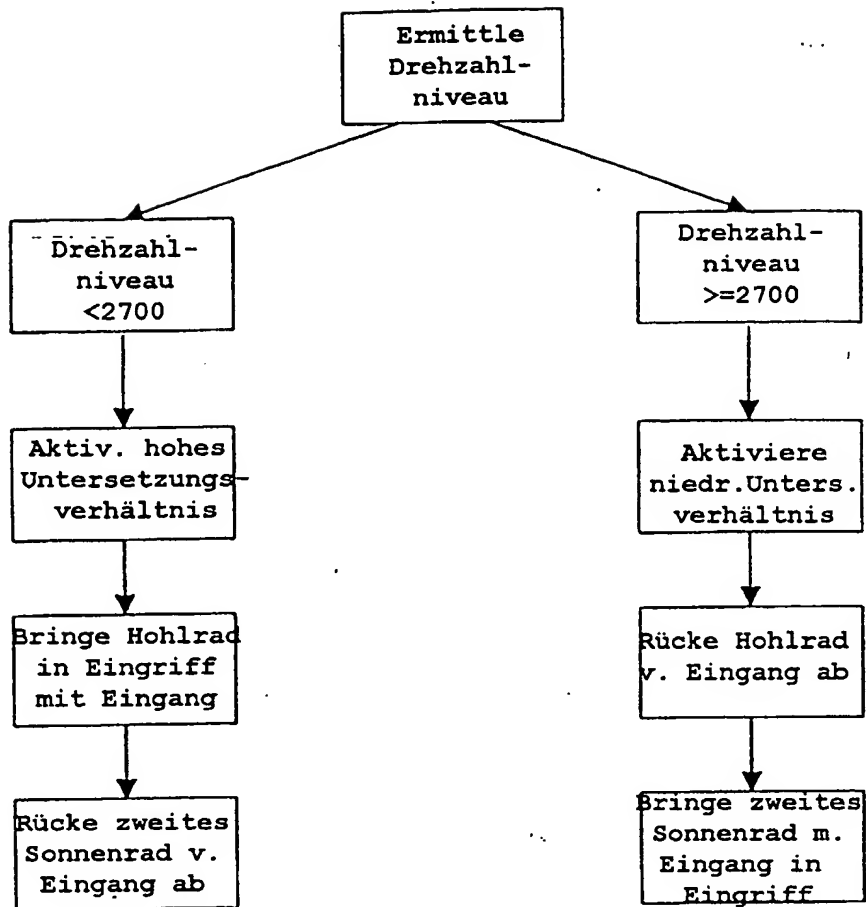 Ermittle
Drehzahl-
niveau
Drehzahl-
niveau
<2700
Drehzahl-
niveau
>=2700
Aktiv. hohes
Untersetzungs-
verhältnis
Aktiviere
niedr.Unters.
verhältnis
Bringe Hohlrad
in Eingriff
mit Eingang
Rücke Hohlrad
v. Eingang ab
Rücke zweites
Sonnenrad v.
Eingang ab
Bringe zweites
Sonnenrad m.
Eingang in
Eingriff